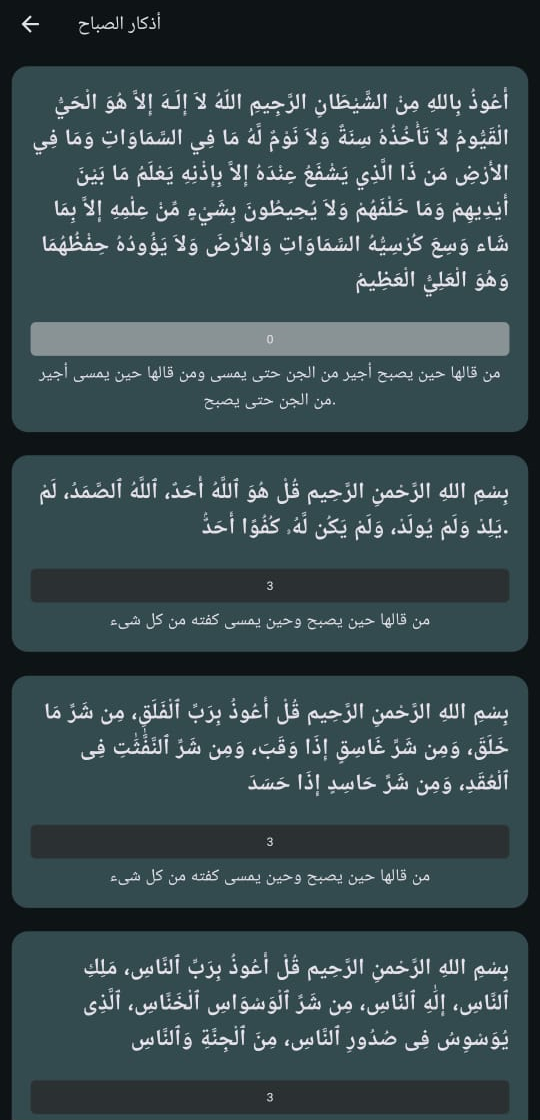 أذكار الصباح
أَعُوذُ بِاللهِ مِنْ الشَّيْطَانِ الرَّجِيمِ اللّهُ لاَ إِلَـهَ إِلاَّ هُوَ الْحَيُّ
الْقَيُّومُ لاَ تَأْخُذُهُ سِنَةٌ وَلاَ نَوْمٌ لَّهُ مَا فِي السَّمَاوَاتِ وَمَا فِي
الأَرْضِ مَن ذَا الَّذِي يَشْفَعُ عِنْدَهُ إِلاَّ بِإِذْنِهِ يَعْلَمُ مَا بَيْنَ
أَيْدِيهِمْ وَمَا خَلْفَهُمْ وَلاَ يُحِيطُونَ بِشَيْءٍ مِّنْ عِلْمِهِ إِلاَّ بِمَا
شَاء وَسِعَ كُرْسِيُّهُ السَّمَاوَاتِ وَالأَرْضَ وَلاَ يَؤُودُهُ حِفْظُهُمَا
وَهُوَ الْعَلِيُّ الْعَظِيمُ
0
من قالها حين يصبح أجير من الجن حتى يمسى ومن قالها حين يمسى أجير
من الجن حتى يصبح.
بِسْمِ اللهِ الرَّحْمنِ الرَّحِيم قُلْ هُوَ ٱللَّهُ أَحَدٌ، ٱللَّهُ ٱلصَّمَدُ، لَمْ
يَلِدْ وَلَمْ يُولَدْ، وَلَمْ يَكُن لَّهُۥ كُفُوًا أَحَدٌۢ.
3
من قالها حين يصبح وحين يمسى كفته من كل شىء
بِسْمِ اللهِ الرَّحْمنِ الرَّحِيم قُلْ أَعُوذُ بِرَبِّ ٱلْفَلَقِ، مِن شَرِّ مَا
خَلَقَ، وَمِن شَرِّ غَاسِقٍ إِذَا وَقَبَ، وَمِن شَرِّ ٱلنَّفَّٰثَٰتِ فِى
ٱلْعُقَدِ، وَمِن شَرِّ حَاسِدٍ إِذَا حَسَدَ
3
من قالها حين يصبح وحين يمسى كفته من كل شىء
بِسْمِ اللهِ الرَّحْمنِ الرَّحِيم قُلْ أَعُوذُ بِرَبِّ ٱلنَّاسِ، مَلِكِ
ٱلنَّاسِ، إِلَٰهِ ٱلنَّاسِ، مِن شَرِّ ٱلْوَسْوَاسِ ٱلْخَنَّاسِ، ٱلَّذِى
يُوَسْوِسُ فِى صُدُورِ ٱلنَّاسِ، مِنَ ٱلْجِنَّةِ وَٱلنَّاسِ
3